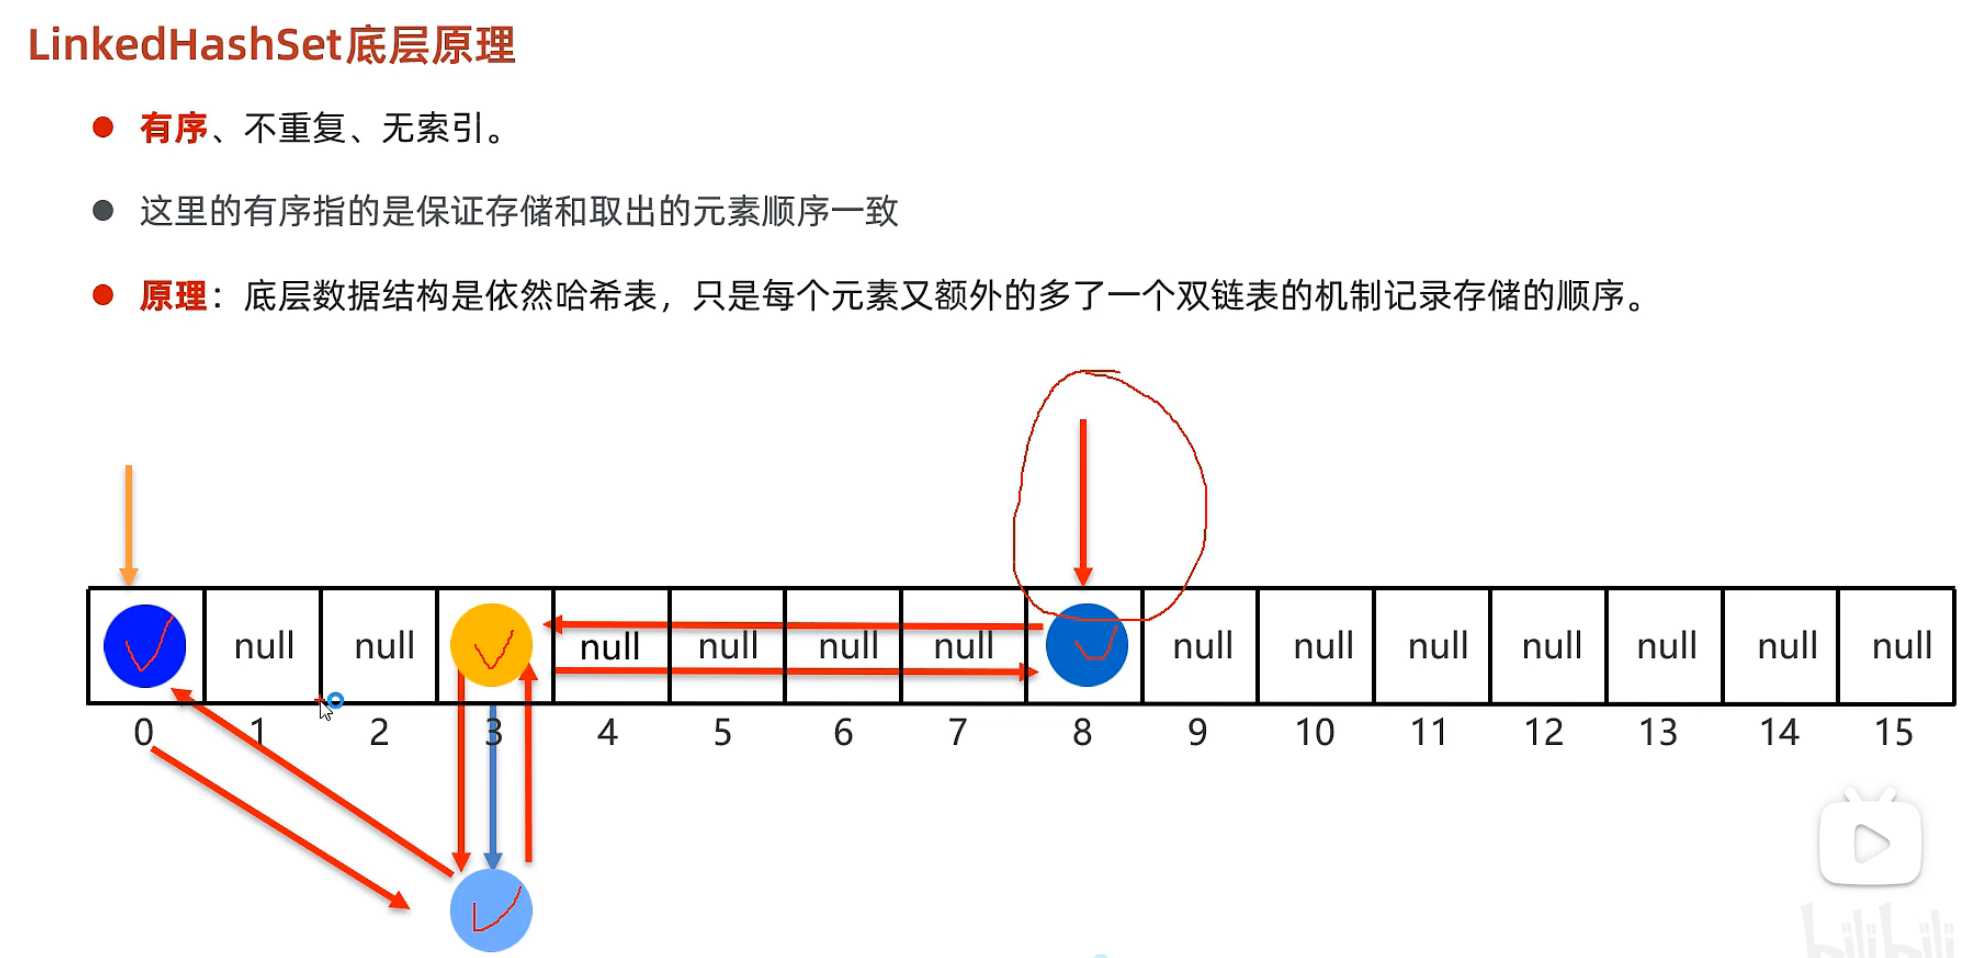 LinkedHashSet底层原理
有序、不重复、无索引。
这里的有序指的是保证存储和取出的元素顺序一致
原理：底层数据结构是依然哈希表，只是每个元素又额外的多了一个双链表的机制记录存储的顺序。
null null null null null null null null null null null null null
0 1 2 3 4 5 6 7 8 9 10 11 12 13 14 15
bilibili